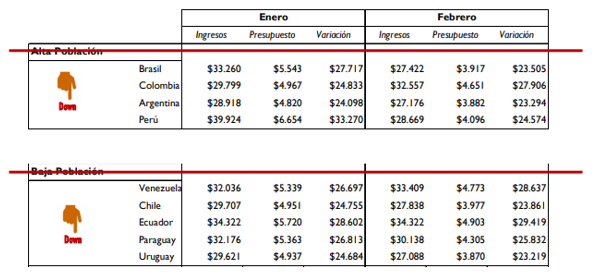 Enero Febrero
Ingresos Presupuesto Variación Ingresos Presupuesto Variación
Alta Población
Brasil $33.260 $5.543 $27.717 $27.422 $3.917 $23.505
Colombia $29.799 $4.967 $24.833 $32.557 $4.651 $27.906
Argentina $28.918 $4.820 $24.098 $27.176 $3.882 $23.294
Perú $39.924 $6.654 $33.270 $28.669 $4.096 $24.574
Down
Baja Población
Venezuela $32.036 $5.339 $26.697 $33.409 $4.773 $28.637
Chile $29.707 $4.951 $24.755 $27.838 $3.977 $23.861
Ecuador $34.322 $5.720 $28.602 $34.322 $4.903 $29.419
Paraguay $32.176 $5.363 $26.813 $30.138 $4.305 $25.832
Uruguay $29.621 $4.937 $24.684 $27.088 $3.870 $23.219
Down